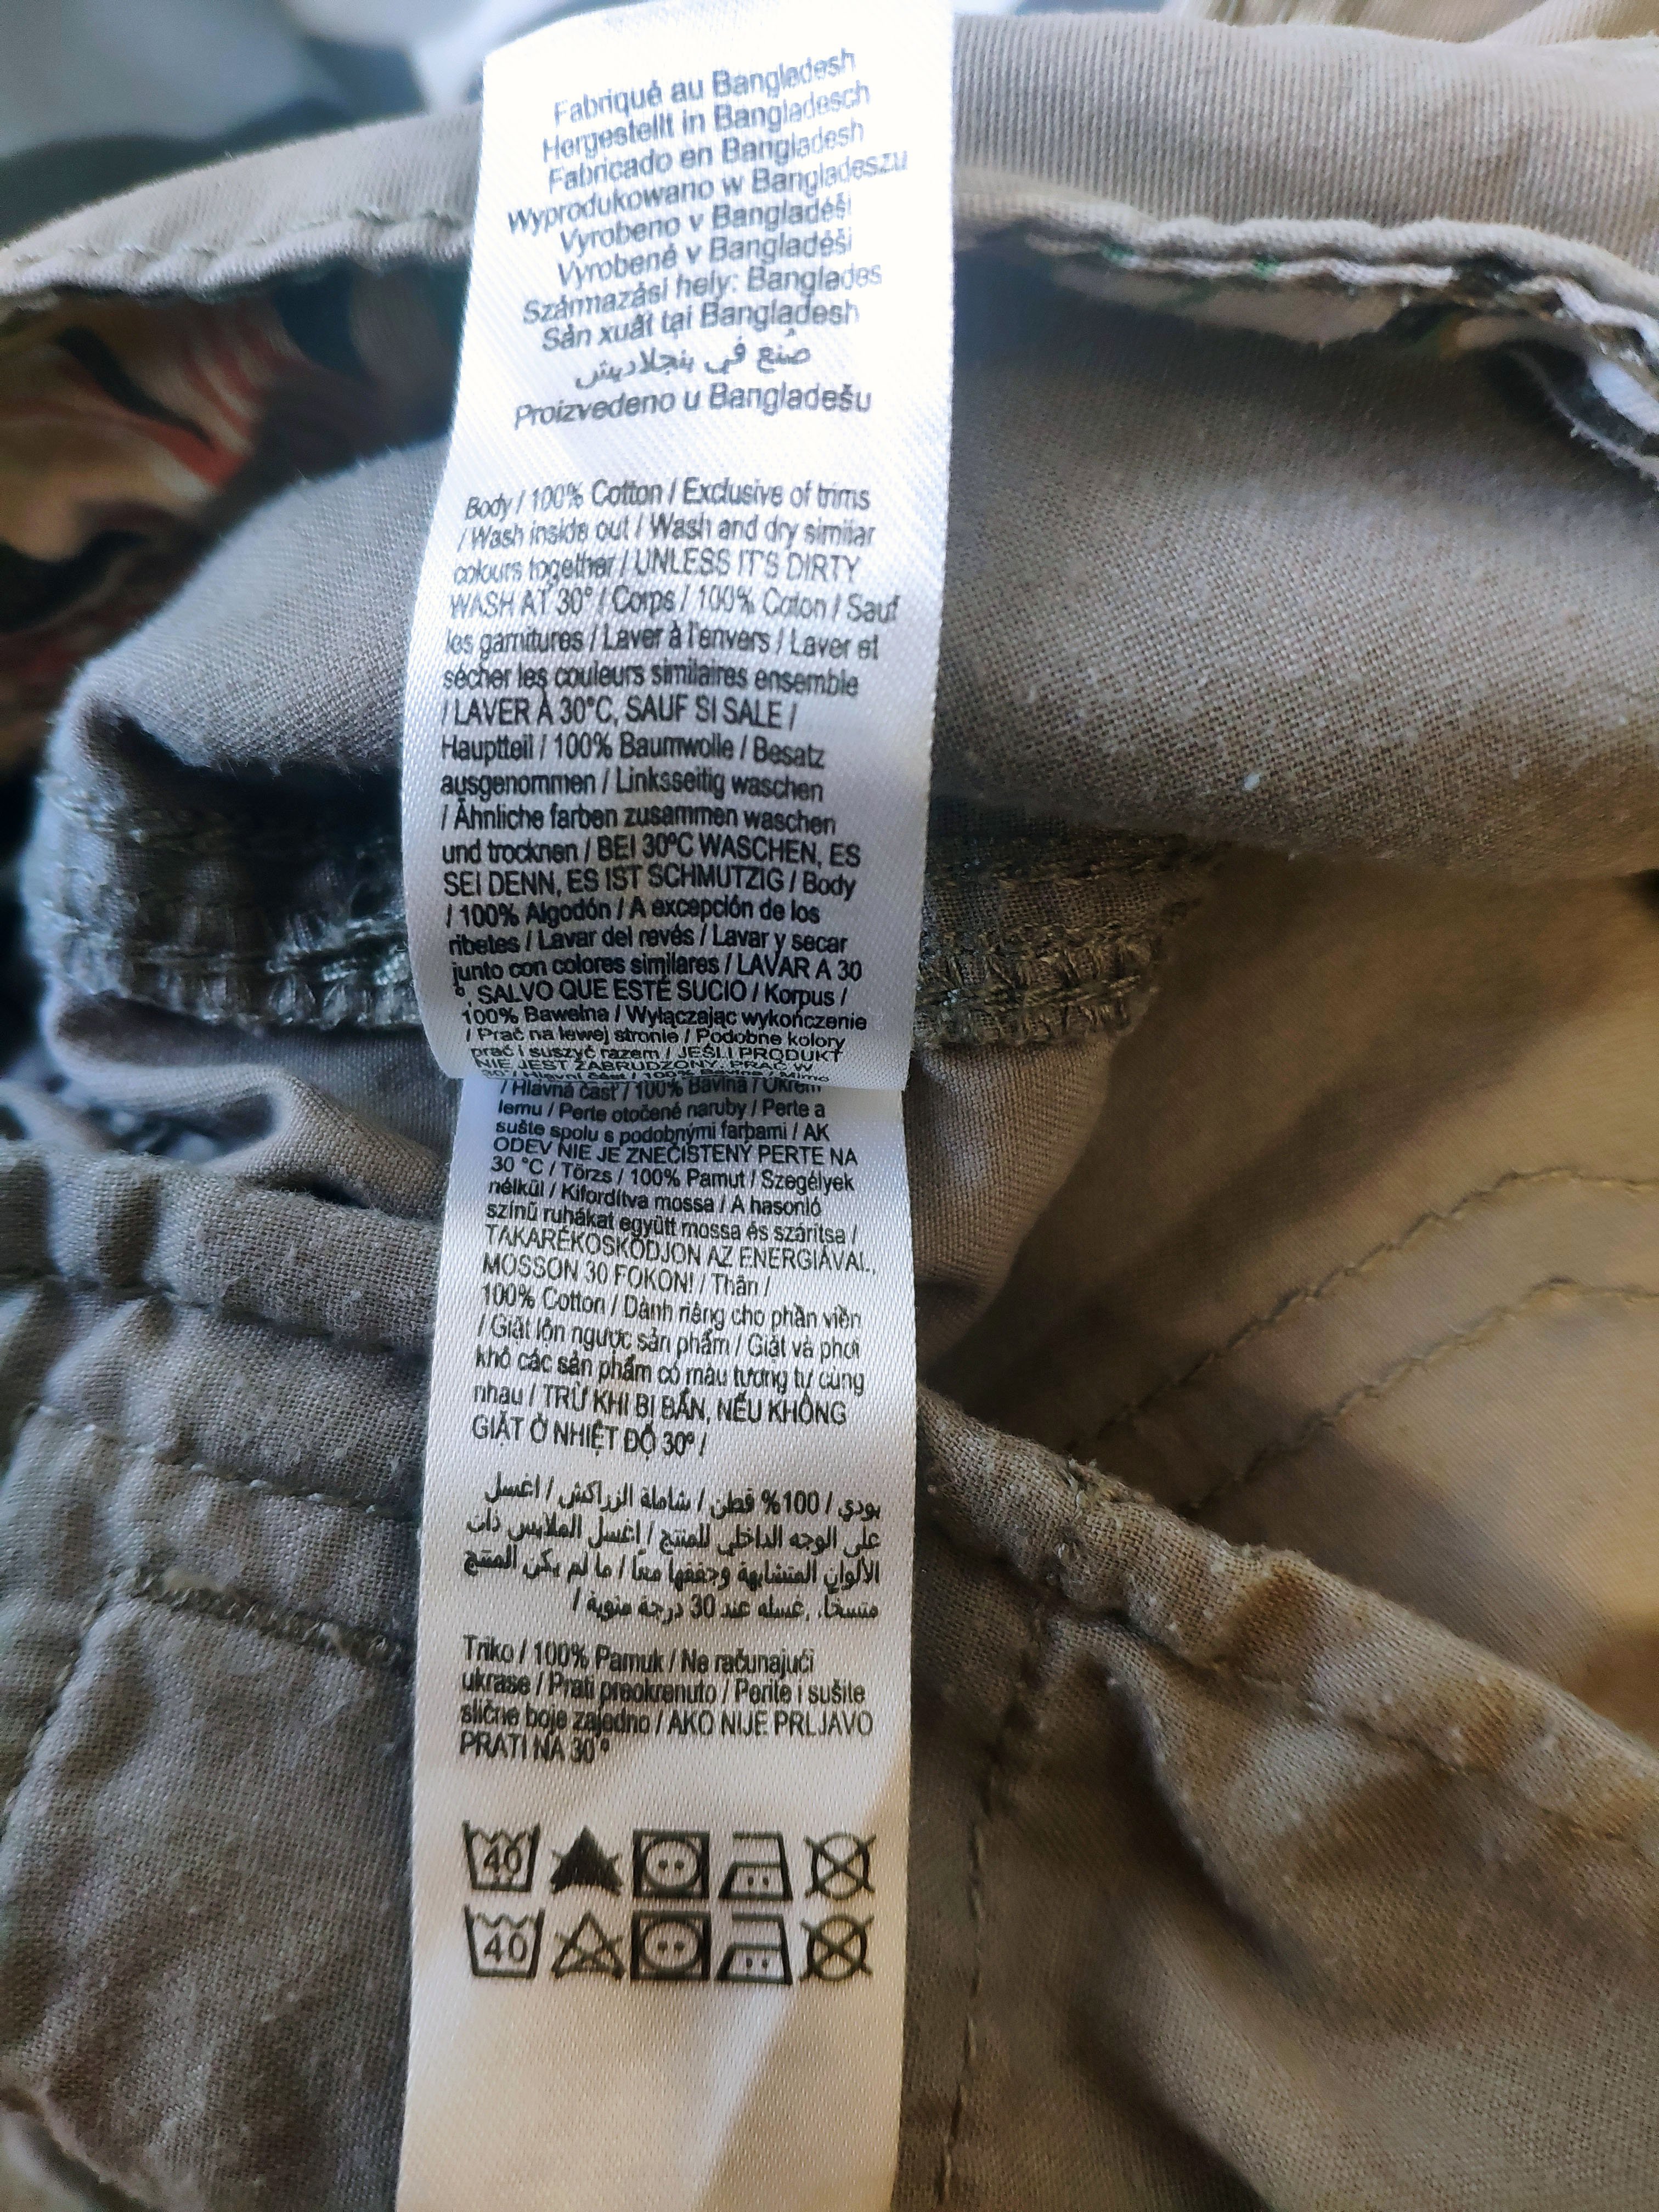 Fabriqué au Bangladesh
Hergestellt in Bangladesch
Fabricado en Bangladesh
Wyprodukowano w Bangladeszu
Vyrobeno v Bangladéši
Vyrobené v Bangladéši
Származási hely: Banglades
Sản xuất tại Bangladesh
صنع في بنجلاديش
Proizvedeno u Bangladešu
Body / 100% Cotton / Exclusive of trims
/ Wash inside out / Wash and dry similar
colours together / UNLESS IT'S DIRTY
WASH AT 30° / Corps / 100% Coton / Sauf
les garnitures / Laver à l'envers / Laver et
sécher les couleurs similaires ensemble
/ LAVER À 30°C, SAUF SI SALE /
Hauptteil / 100% Baumwolle / Besatz
ausgenommen / Linksseitig waschen
/ Ähnliche farben zusammen waschen
und trocknen / BEI 30°C WASCHEN, ES
SEI DENN, ES IST SCHMUTZIG / Body
/ 100% Algodón / A excepción de los
ribetes / Lavar del revés / Lavar y secar
junto con colores similares / LAVAR A 30
°, SALVO QUE ESTÉ SUCIO / Korpus /
100% Bawełna / Wyłączając wykończenie
/ Prać na lewej stronie / Podobne kolory
prać i suszyć razem / JEŚLI PRODUKT
NIE JEST ZABRUDZONY, PRAĆ W
30° / Hlavní část / 100% Bavlna / Mimo
/ Hlavná časť / 100% Bavlna / Okrem
lemu / Perte otočené naruby / Perte a
sušte spolu s podobnými farbami / AK
ODEV NIE JE ZNEČISTENÝ PERTE NA
30 °C / Törzs / 100% Pamut / Szegélyek
nélkül / Kifordítva mossa / A hasonló
színű ruhákat együtt mossa és szárítsa /
TAKARÉKOSKODJON AZ ENERGIÁVAL,
MOSSON 30 FOKON! / Thân /
100% Cotton / Dành riêng cho phần viền
/ Giặt lộn ngược sản phẩm / Giặt và phơi
khô các sản phẩm có màu tương tự cùng
nhau / TRỪ KHI BỊ BẨN, NẾU KHÔNG
GIẶT Ở NHIỆT ĐỘ 30° /
بودي / 100% قطن / شاملة الزراكش / اغسل
على الوجه الداخلي للمنتج / اغسل الملابس ذات
الألوان المتشابهة وجففها معًا / ما لم يكن المنتج
متسخًا، غسله عند 30 درجة مئوية /
Triko / 100% Pamuk / Ne računajući
ukrase / Prati preokrenuto / Perite i sušite
slične boje zajedno / AKO NIJE PRLJAVO
PRATI NA 30 °
40
40